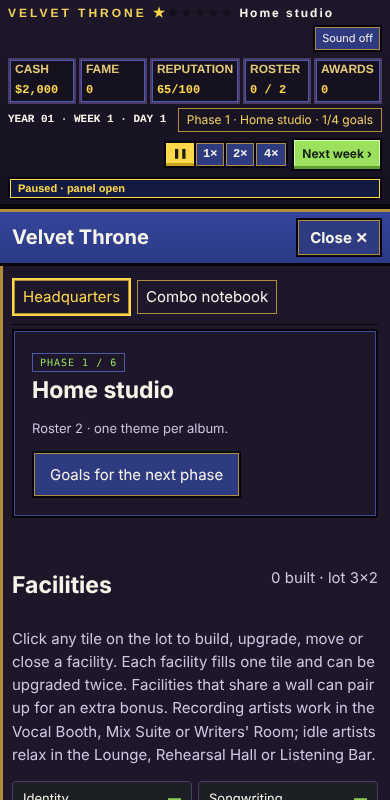 VELVET THRONE ★★★★★★ Home studio
Sound off
CASH FAME REPUTATION ROSTER AWARDS
$2,000 0 65/100 0 / 2 0
YEAR 01 · WEEK 1 · DAY 1 Phase 1 · Home studio · 1/4 goals
1× 2× 4× Next week ›
Paused · panel open
Velvet Throne Close ✕
Headquarters Combo notebook
PHASE 1 / 6
Home studio
Roster 2 · one theme per album.
Goals for the next phase
Facilities 0 built · lot 3×2
Click any tile on the lot to build, upgrade, move or
close a facility. Each facility fills one tile and can be
upgraded twice. Facilities that share a wall can pair
up for an extra bonus. Recording artists work in the
Vocal Booth, Mix Suite or Writers' Room; idle artists
relax in the Lounge, Rehearsal Hall or Listening Bar.
Identity Songwriting